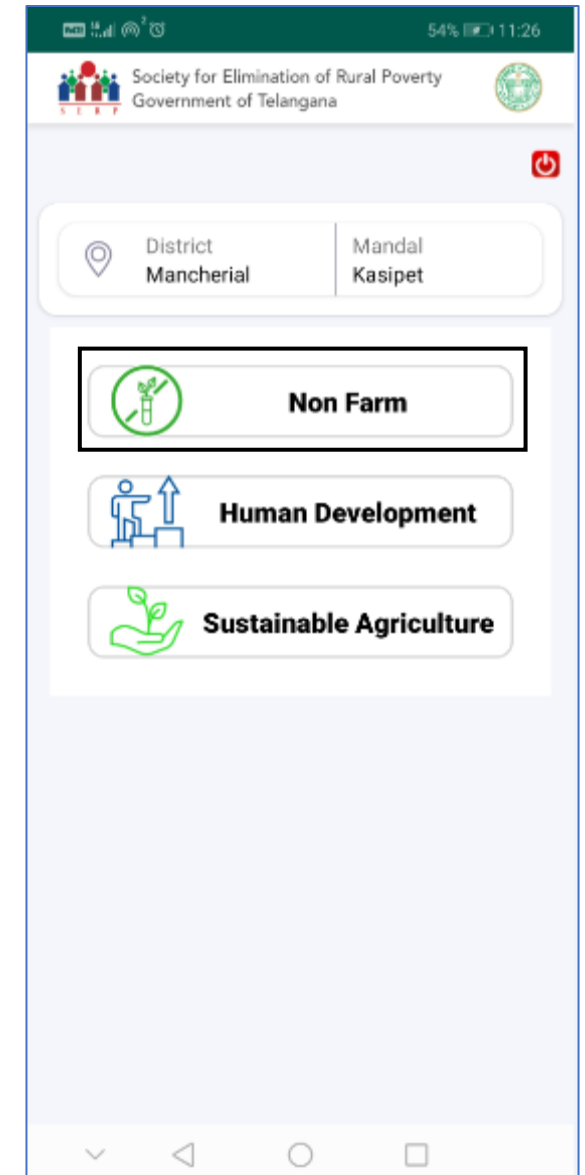 54% 11:26
Society for Elimination of Rural Poverty
Government of Telangana
S E R P
District
Mancherial
Mandal
Kasipet
Non Farm
Human Development
Sustainable Agriculture